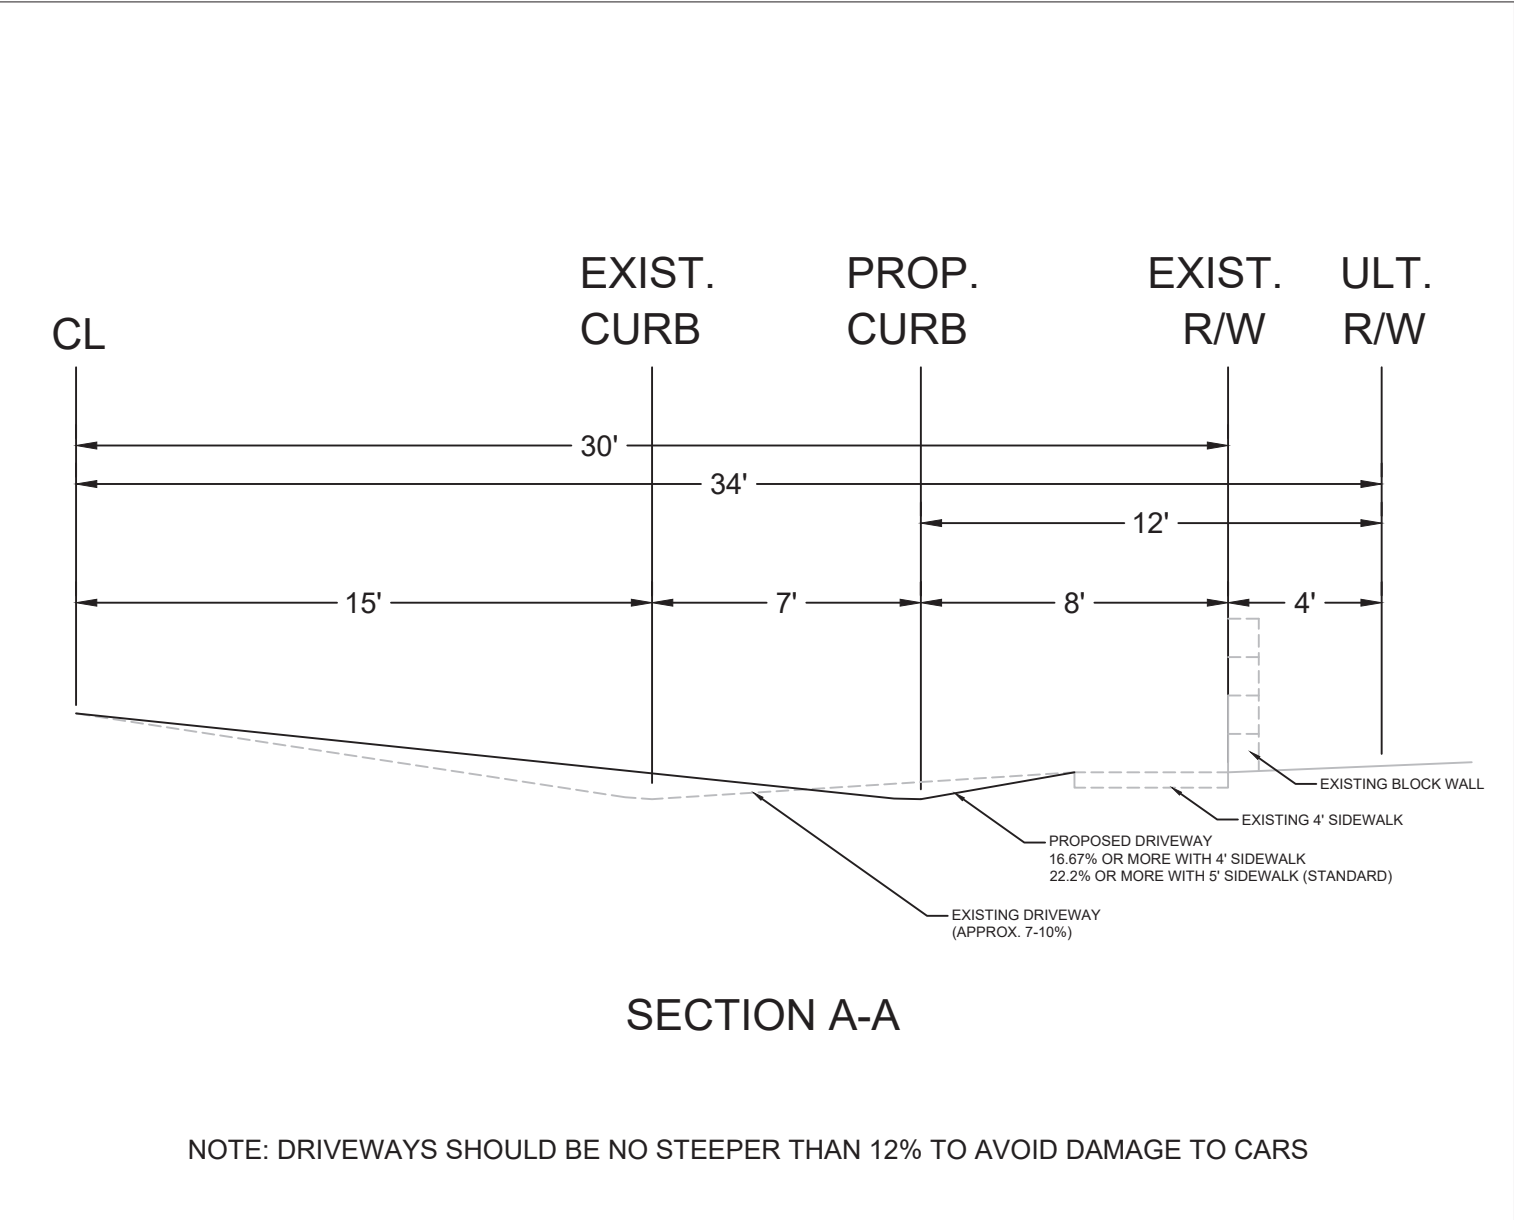 CL
EXIST.
CURB
PROP.
CURB
EXIST.
R/W
ULT.
R/W
30'
34'
12'
15'
7'
8'
4'
EXISTING BLOCK WALL
EXISTING 4' SIDEWALK
PROPOSED DRIVEWAY
16.67% OR MORE WITH 4' SIDEWALK
22.2% OR MORE WITH 5' SIDEWALK (STANDARD)
EXISTING DRIVEWAY
(APPROX. 7-10%)
SECTION A-A
NOTE: DRIVEWAYS SHOULD BE NO STEEPER THAN 12% TO AVOID DAMAGE TO CARS